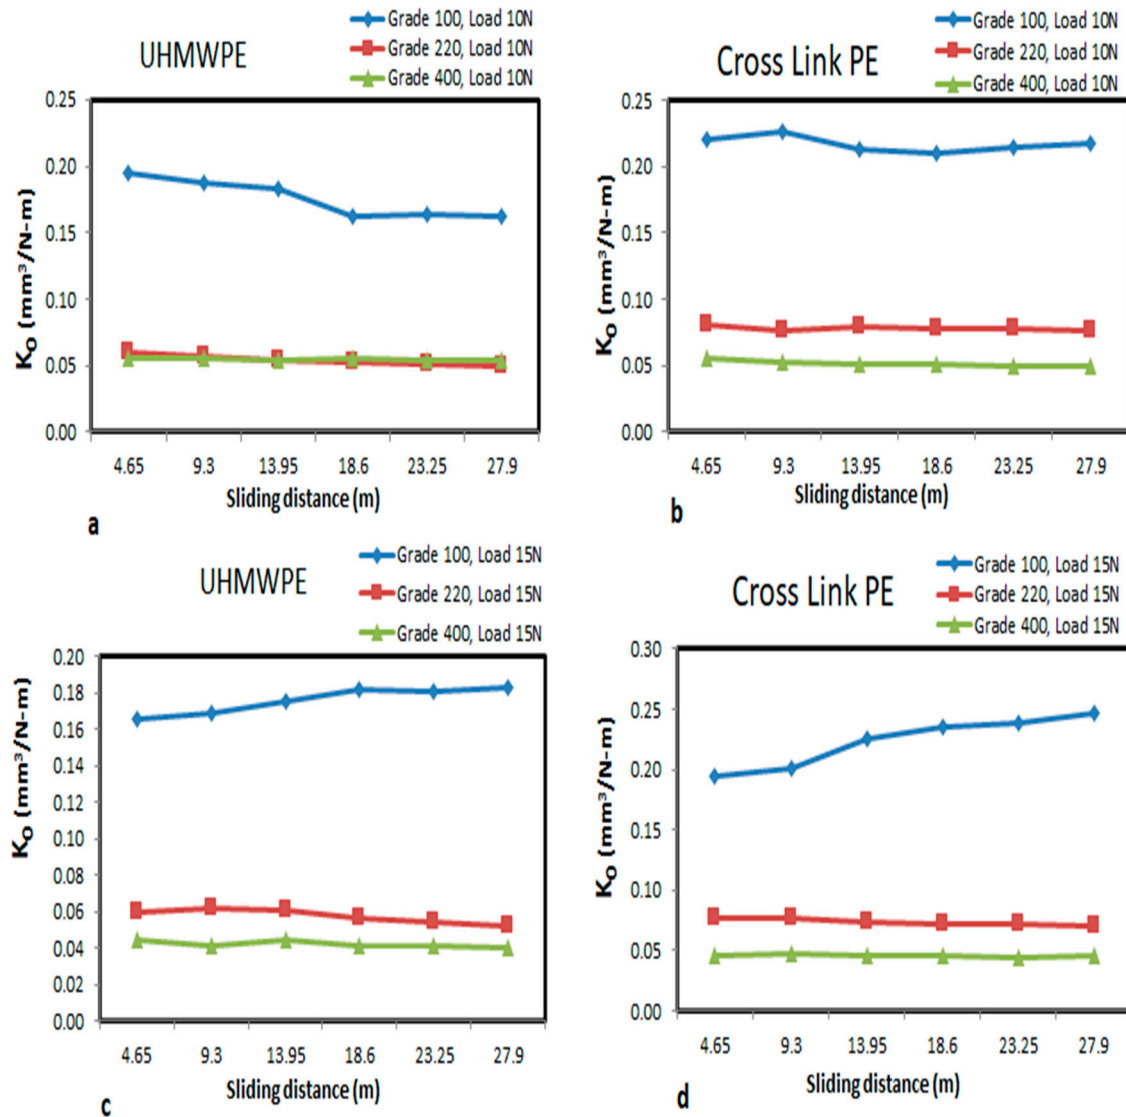 UHMWPE
Grade 100, Load 10N
Grade 220, Load 10N
Grade 400, Load 10N
0.25
0.20
0.15
0.10
0.05
0.00
Kₒ (mm³/N-m)
4.65 9.3 13.95 18.6 23.25 27.9
Sliding distance (m)
a
Cross Link PE
Grade 100, Load 10N
Grade 220, Load 10N
Grade 400, Load 10N
0.25
0.20
0.15
0.10
0.05
0.00
Kₒ (mm³/N-m)
4.65 9.3 13.95 18.6 23.25 27.9
Sliding distance (m)
b
UHMWPE
Grade 100, Load 15N
Grade 220, Load 15N
Grade 400, Load 15N
0.20
0.18
0.16
0.14
0.12
0.10
0.08
0.06
0.04
0.02
0.00
Kₒ (mm³/N-m)
4.65 9.3 13.95 18.6 23.25 27.9
Sliding distance (m)
c
Cross Link PE
Grade 100, Load 15N
Grade 220, Load 15N
Grade 400, Load 15N
0.30
0.25
0.20
0.15
0.10
0.05
0.00
Kₒ (mm³/N-m)
4.65 9.3 13.95 18.6 23.25 27.9
Sliding distance (m)
d